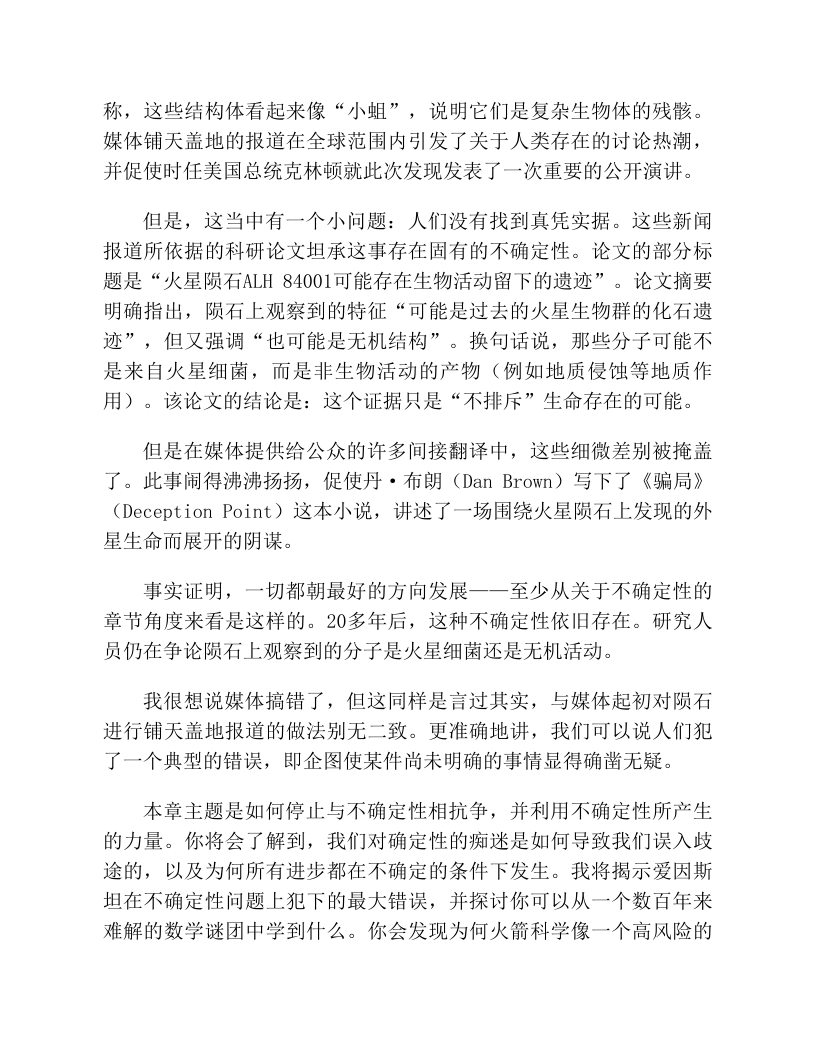 称，这些结构体看起来像“小蛆”，说明它们是复杂生物体的残骸。
媒体铺天盖地的报道在全球范围内引发了关于人类存在的讨论热潮，
并促使时任美国总统克林顿就此次发现发表了一次重要的公开演讲。
但是，这当中有一个小问题：人们没有找到真凭实据。这些新闻
报道所依据的科研论文坦承这事存在固有的不确定性。论文的部分标
题是“火星陨石ALH 84001可能存在生物活动留下的遗迹”。论文摘要
明确指出，陨石上观察到的特征“可能是过去的火星生物群的化石遗
迹”，但又强调“也可能是无机结构”。换句话说，那些分子可能不
是来自火星细菌，而是非生物活动的产物（例如地质侵蚀等地质作
用）。该论文的结论是：这个证据只是“不排斥”生命存在的可能。
但是在媒体提供给公众的许多间接翻译中，这些细微差别被掩盖
了。此事闹得沸沸扬扬，促使丹·布朗（Dan Brown）写下了《骗局》
（Deception Point）这本小说，讲述了一场围绕火星陨石上发现的外
星生命而展开的阴谋。
事实证明，一切都朝最好的方向发展——至少从关于不确定性的
章节角度来看是这样的。20多年后，这种不确定性依旧存在。研究人
员仍在争论陨石上观察到的分子是火星细菌还是无机活动。
我很想说媒体搞错了，但这同样是言过其实，与媒体起初对陨石
进行铺天盖地报道的做法别无二致。更准确地讲，我们可以说人们犯
了一个典型的错误，即企图使某件尚未明确的事情显得确凿无疑。
本章主题是如何停止与不确定性相抗争，并利用不确定性所产生
的力量。你将会了解到，我们对确定性的痴迷是如何导致我们误入歧
途的，以及为何所有进步都在不确定的条件下发生。我将揭示爱因斯
坦在不确定性问题上犯下的最大错误，并探讨你可以从一个数百年来
难解的数学谜团中学到什么。你会发现为何火箭科学像一个高风险的